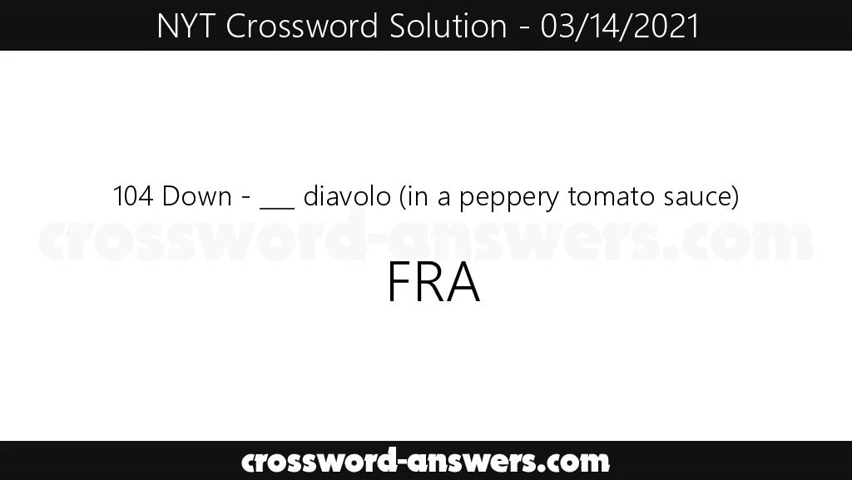 NYT Crossword Solution - 03/14/2021
104 Down - ___ diavolo (in a peppery tomato sauce)
crossword-answers.com
FRA
crossword-answers.com